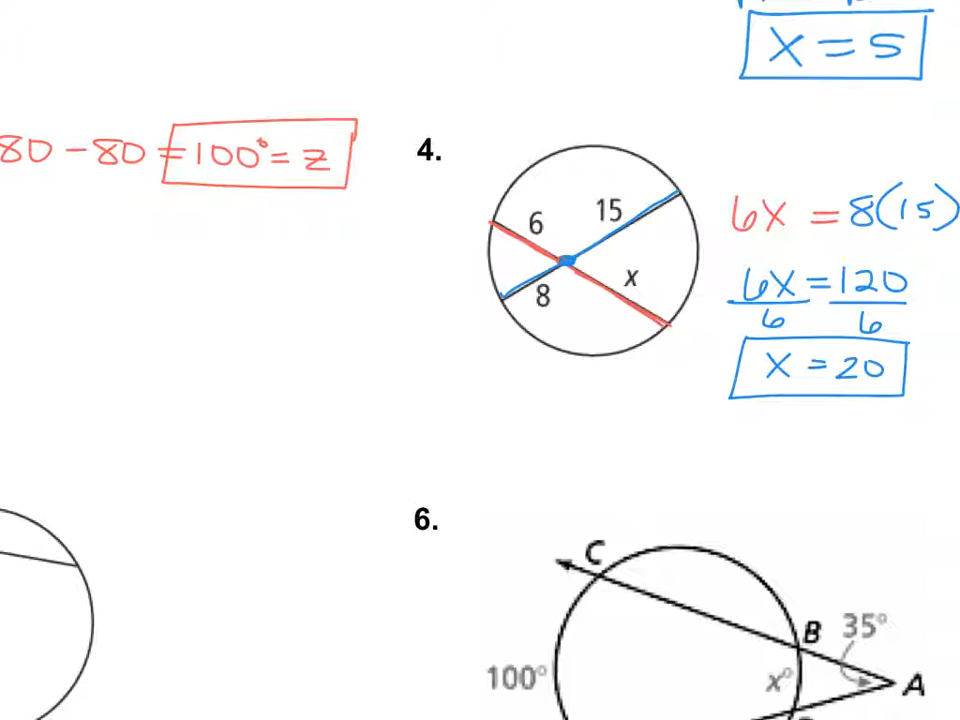 X = 5
80 - 80 = 100° = z
4.
6 15
8 x
6X = 8(15)
6X = 120
6 6
X = 20
6.
C
B 35°
100° x° A